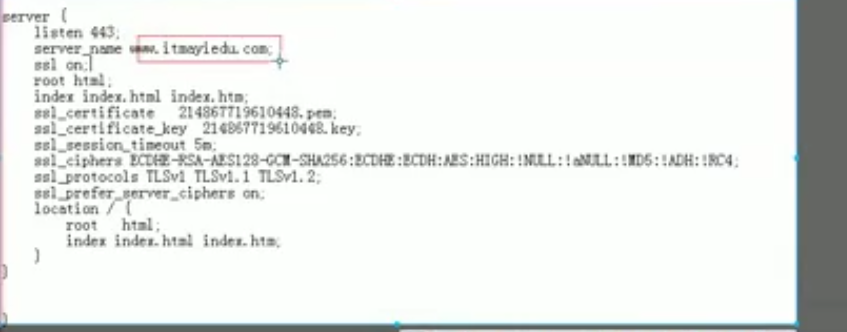 server {
listen 443;
server_name www.itmayiedu.com;
ssl on;
root html;
index index.html index.htm;
ssl_certificate 214867719610448.pem;
ssl_certificate_key 214867719610448.key;
ssl_session_timeout 5m;
ssl_ciphers ECDHE-RSA-AES128-GCM-SHA256:ECDHE:ECDH:AES:HIGH:!NULL:!aNULL:!MD5:!ADH:!RC4;
ssl_protocols TLSv1 TLSv1.1 TLSv1.2;
ssl_prefer_server_ciphers on;
location / {
root html;
index index.html index.htm;
}
}
}